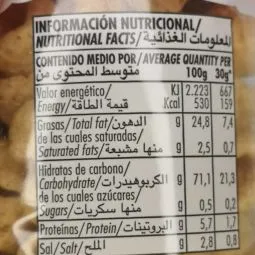 INFORMACIÓN NUTRICIONAL/
NUTRITIONAL FACTS/ المعلومات الغذائية
CONTENIDO MEDIO POR/AVERAGE QUANTITY PER
متوسط المحتوى من 100g 30g*
Valor energético/ KJ 2.223 667
Energy/ قيمة الطاقة Kcal 530 159
Grasas/Total fat/الدهون g 24,8 7,4
de las cuales saturadas/
Saturated fats/ منها مشبعة g 2,5 0,7
Hidratos de carbono/
Carbohydrate/الكربوهيدرات g 71,1 21,3
de los cuales azúcares/
Sugars/ منها سكريات g 0,5 0,2
Proteínas/Protein/البروتينات g 5,7 1,7
Sal/Salt/ الملح g 2,8 0,8